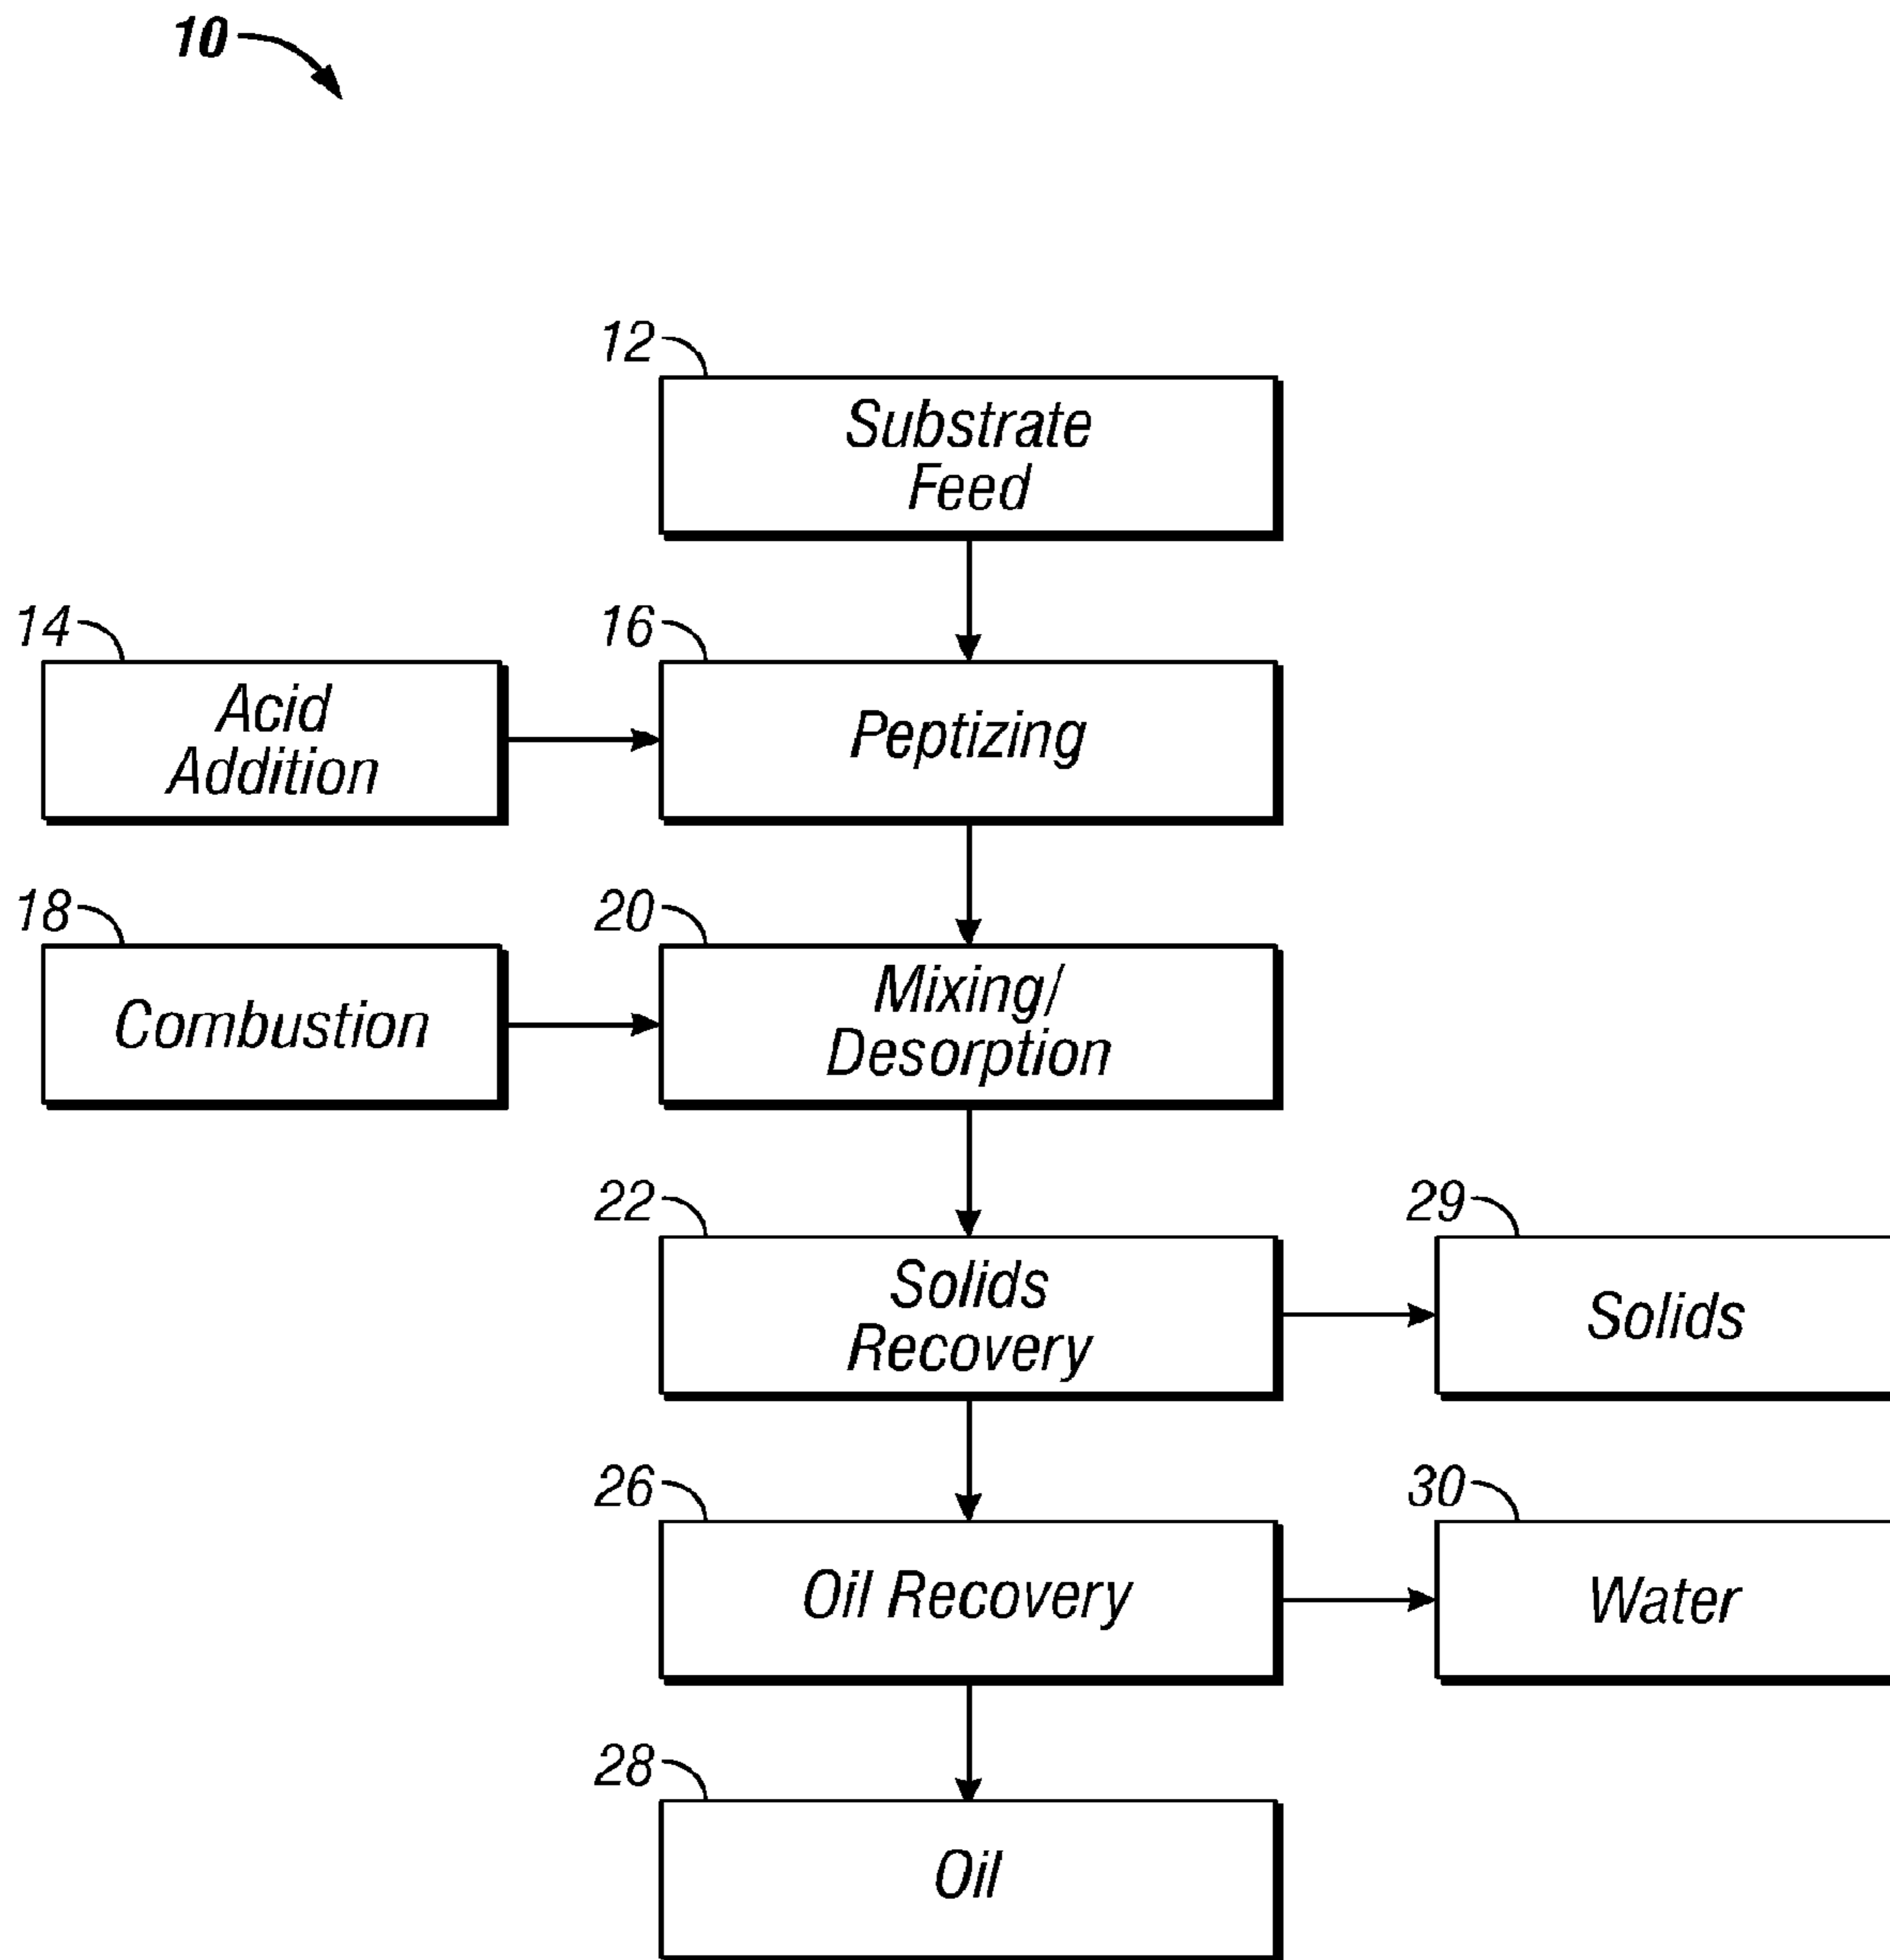 10
12
Substrate
Feed
14
Acid
Addition
16
Peptizing
18
Combustion
20
Mixing/
Desorption
22
Solids
Recovery
29
Solids
26
Oil Recovery
30
Water
28
Oil